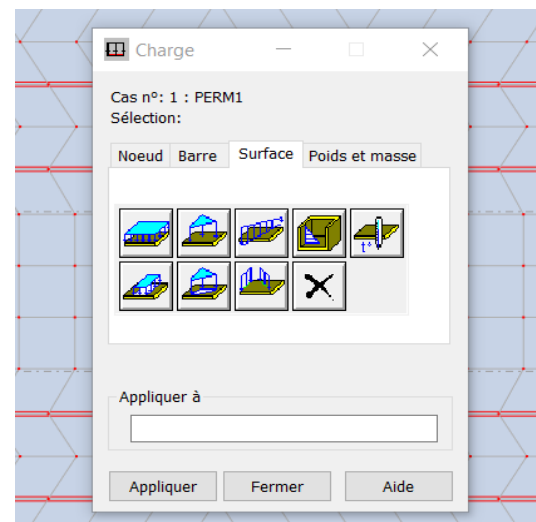 Charge
Cas nº: 1 : PERM1
Sélection:
Noeud Barre Surface Poids et masse
t°
Appliquer à
Appliquer Fermer Aide